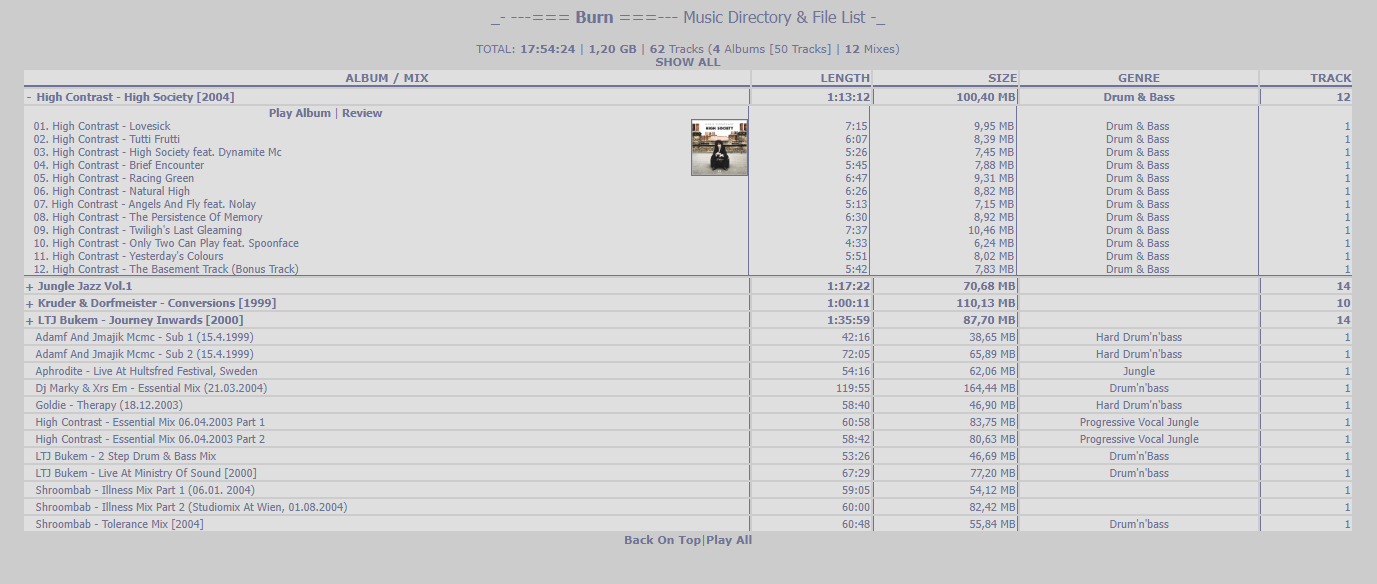 _- ---=== Burn ===--- Music Directory & File List -_
TOTAL: 17:54:24 | 1,20 GB | 62 Tracks (4 Albums [50 Tracks] | 12 Mixes)
SHOW ALL
ALBUM / MIX LENGTH SIZE GENRE TRACK
- High Contrast - High Society [2004] 1:13:12 100,40 MB Drum & Bass 12
Play Album | Review
HIGH SOCIETY
01. High Contrast - Lovesick 7:15 9,95 MB Drum & Bass 1
02. High Contrast - Tutti Frutti 6:07 8,39 MB Drum & Bass 1
03. High Contrast - High Society feat. Dynamite Mc 5:26 7,45 MB Drum & Bass 1
04. High Contrast - Brief Encounter 5:45 7,88 MB Drum & Bass 1
05. High Contrast - Racing Green 6:47 9,31 MB Drum & Bass 1
06. High Contrast - Natural High 6:26 8,82 MB Drum & Bass 1
07. High Contrast - Angels And Fly feat. Nolay 5:13 7,15 MB Drum & Bass 1
08. High Contrast - The Persistence Of Memory 6:30 8,92 MB Drum & Bass 1
09. High Contrast - Twiligh's Last Gleaming 7:37 10,46 MB Drum & Bass 1
10. High Contrast - Only Two Can Play feat. Spoonface 4:33 6,24 MB Drum & Bass 1
11. High Contrast - Yesterday's Colours 5:51 8,02 MB Drum & Bass 1
12. High Contrast - The Basement Track (Bonus Track) 5:42 7,83 MB Drum & Bass 1
+ Jungle Jazz Vol.1 1:17:22 70,68 MB 14
+ Kruder & Dorfmeister - Conversions [1999] 1:00:11 110,13 MB 10
+ LTJ Bukem - Journey Inwards [2000] 1:35:59 87,70 MB 14
Adamf And Jmajik Mcmc - Sub 1 (15.4.1999) 42:16 38,65 MB Hard Drum'n'bass 1
Adamf And Jmajik Mcmc - Sub 2 (15.4.1999) 72:05 65,89 MB Hard Drum'n'bass 1
Aphrodite - Live At Hultsfred Festival, Sweden 54:16 62,06 MB Jungle 1
Dj Marky & Xrs Em - Essential Mix (21.03.2004) 119:55 164,44 MB Drum'n'bass 1
Goldie - Therapy (18.12.2003) 58:40 46,90 MB Hard Drum'n'bass 1
High Contrast - Essential Mix 06.04.2003 Part 1 60:58 83,75 MB Progressive Vocal Jungle 1
High Contrast - Essential Mix 06.04.2003 Part 2 58:42 80,63 MB Progressive Vocal Jungle 1
LTJ Bukem - 2 Step Drum & Bass Mix 53:26 46,69 MB Drum'n'Bass 1
LTJ Bukem - Live At Ministry Of Sound [2000] 67:29 77,20 MB Drum'n'bass 1
Shroombab - Illness Mix Part 1 (06.01. 2004) 59:05 54,12 MB 1
Shroombab - Illness Mix Part 2 (Studiomix At Wien, 01.08.2004) 60:00 82,42 MB 1
Shroombab - Tolerance Mix [2004] 60:48 55,84 MB Drum'n'bass 1
Back On Top|Play All